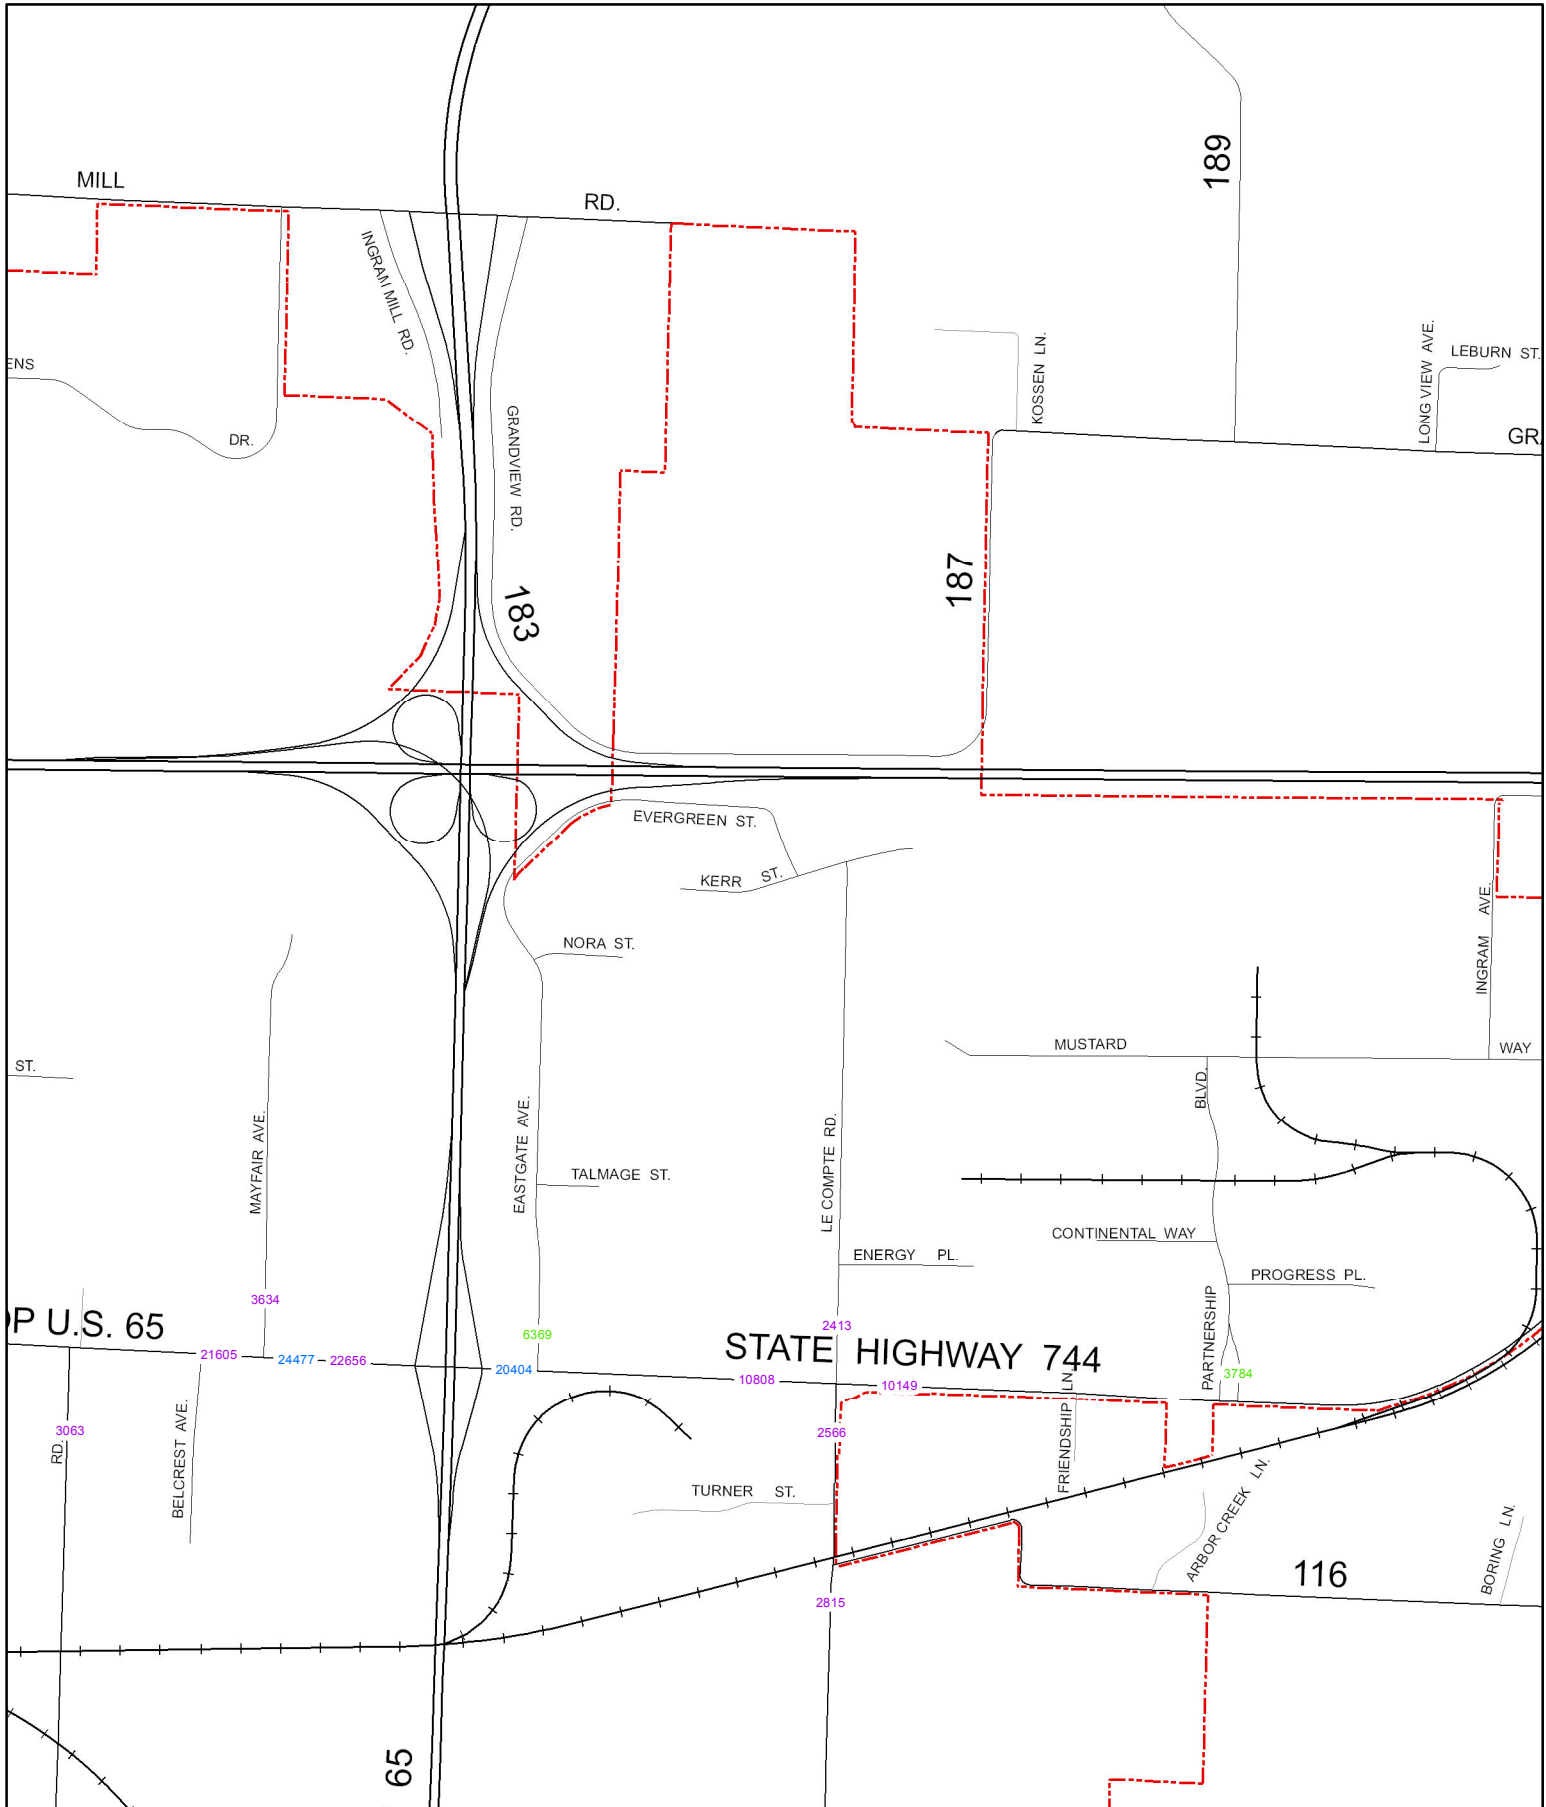 189
MILL
RD.
INGRAM MILL RD.
KOSSEN LN.
LONG VIEW AVE.
LEBURN ST.
ENS
DR.
GRANDVIEW RD.
GRA
187
183
EVERGREEN ST.
KERR ST.
INGRAM AVE.
NORA ST.
MUSTARD WAY
ST.
BLVD.
MAYFAIR AVE.
EASTGATE AVE.
LE COMPTE RD.
TALMAGE ST.
CONTINENTAL WAY
ENERGY PL.
PROGRESS PL.
3634
PARTNERSHIP
OP U.S. 65
6369
2413
STATE HIGHWAY 744
21605
24477
22656
20404
10808
10149
3784
FRIENDSHIP LN.
3063
RD.
BELCREST AVE.
2566
TURNER ST.
ARBOR CREEK LN.
BORING LN.
116
2815
65